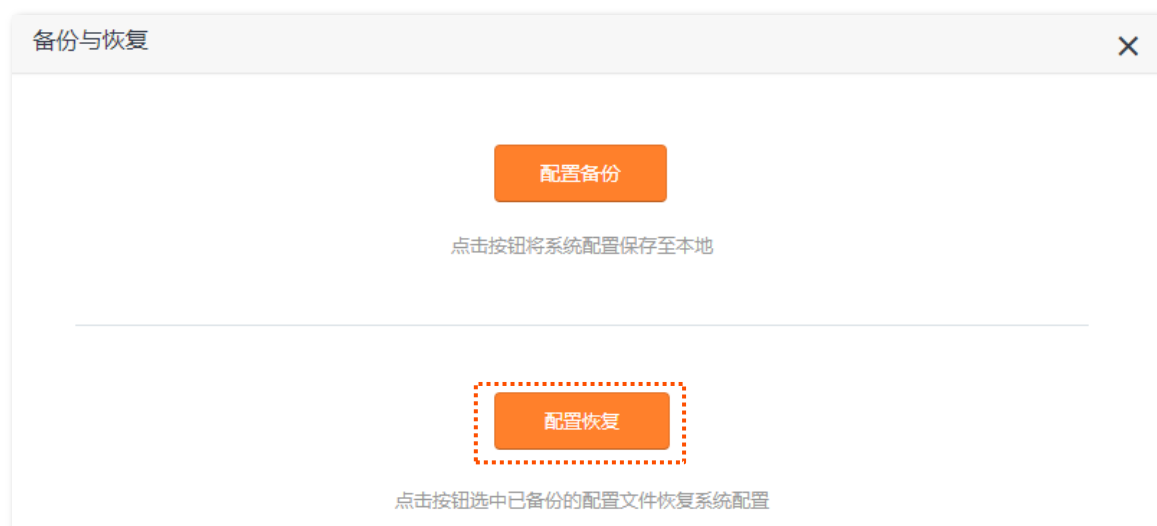 备份与恢复
配置备份
点击按钮将系统配置保存至本地
配置恢复
点击按钮选中已备份的配置文件恢复系统配置